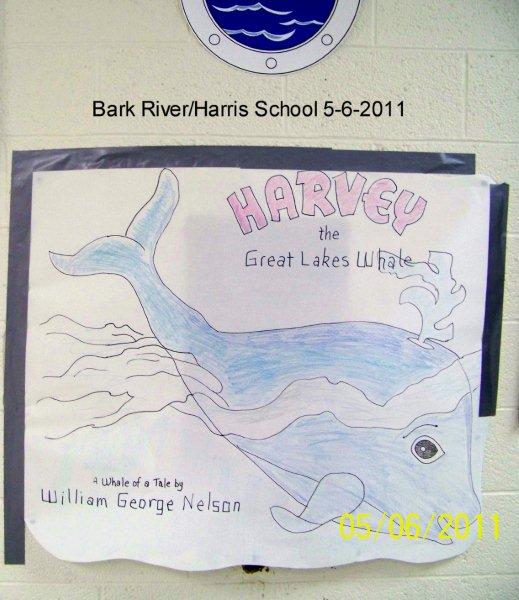 Bark River/Harris School 5-6-2011
HARVEY
the
Great Lakes Whale
A Whale of a Tale by
William George Nelson
05/06/2011